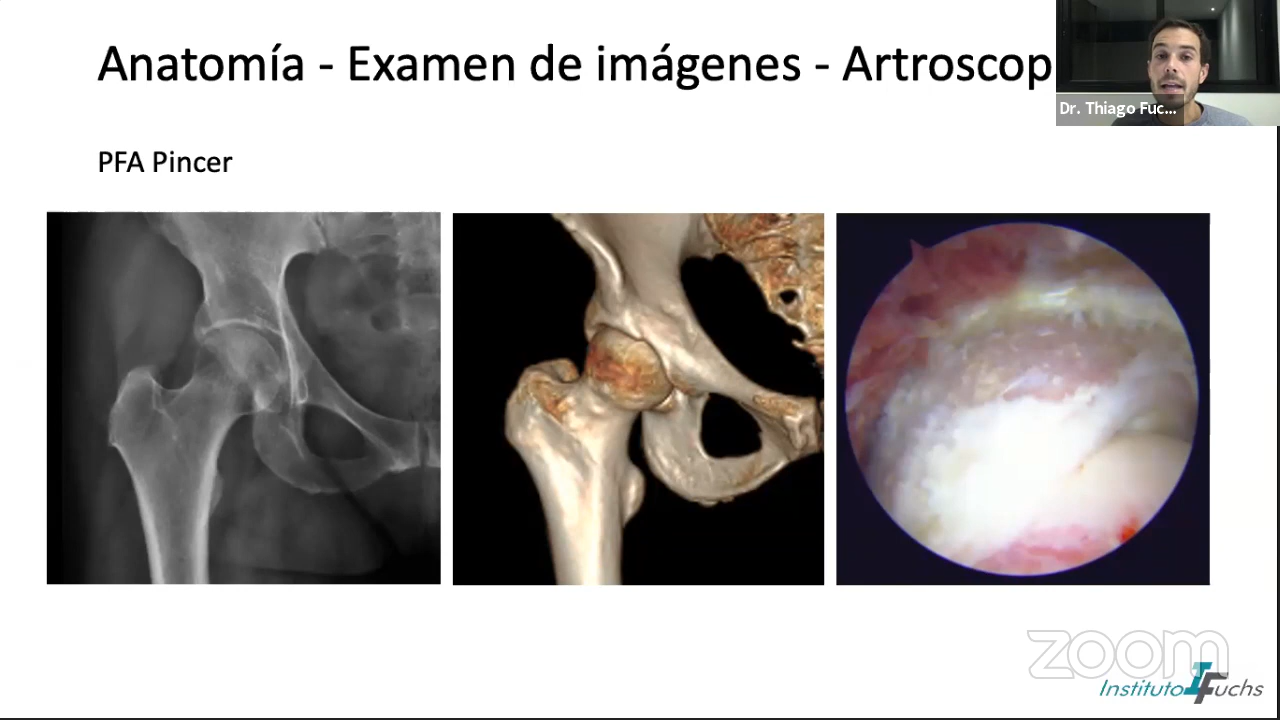 Anatomía - Examen de imágenes - Artroscop
Dr. Thiago Fuc...
PFA Pincer
zoom
Instituto Fuchs